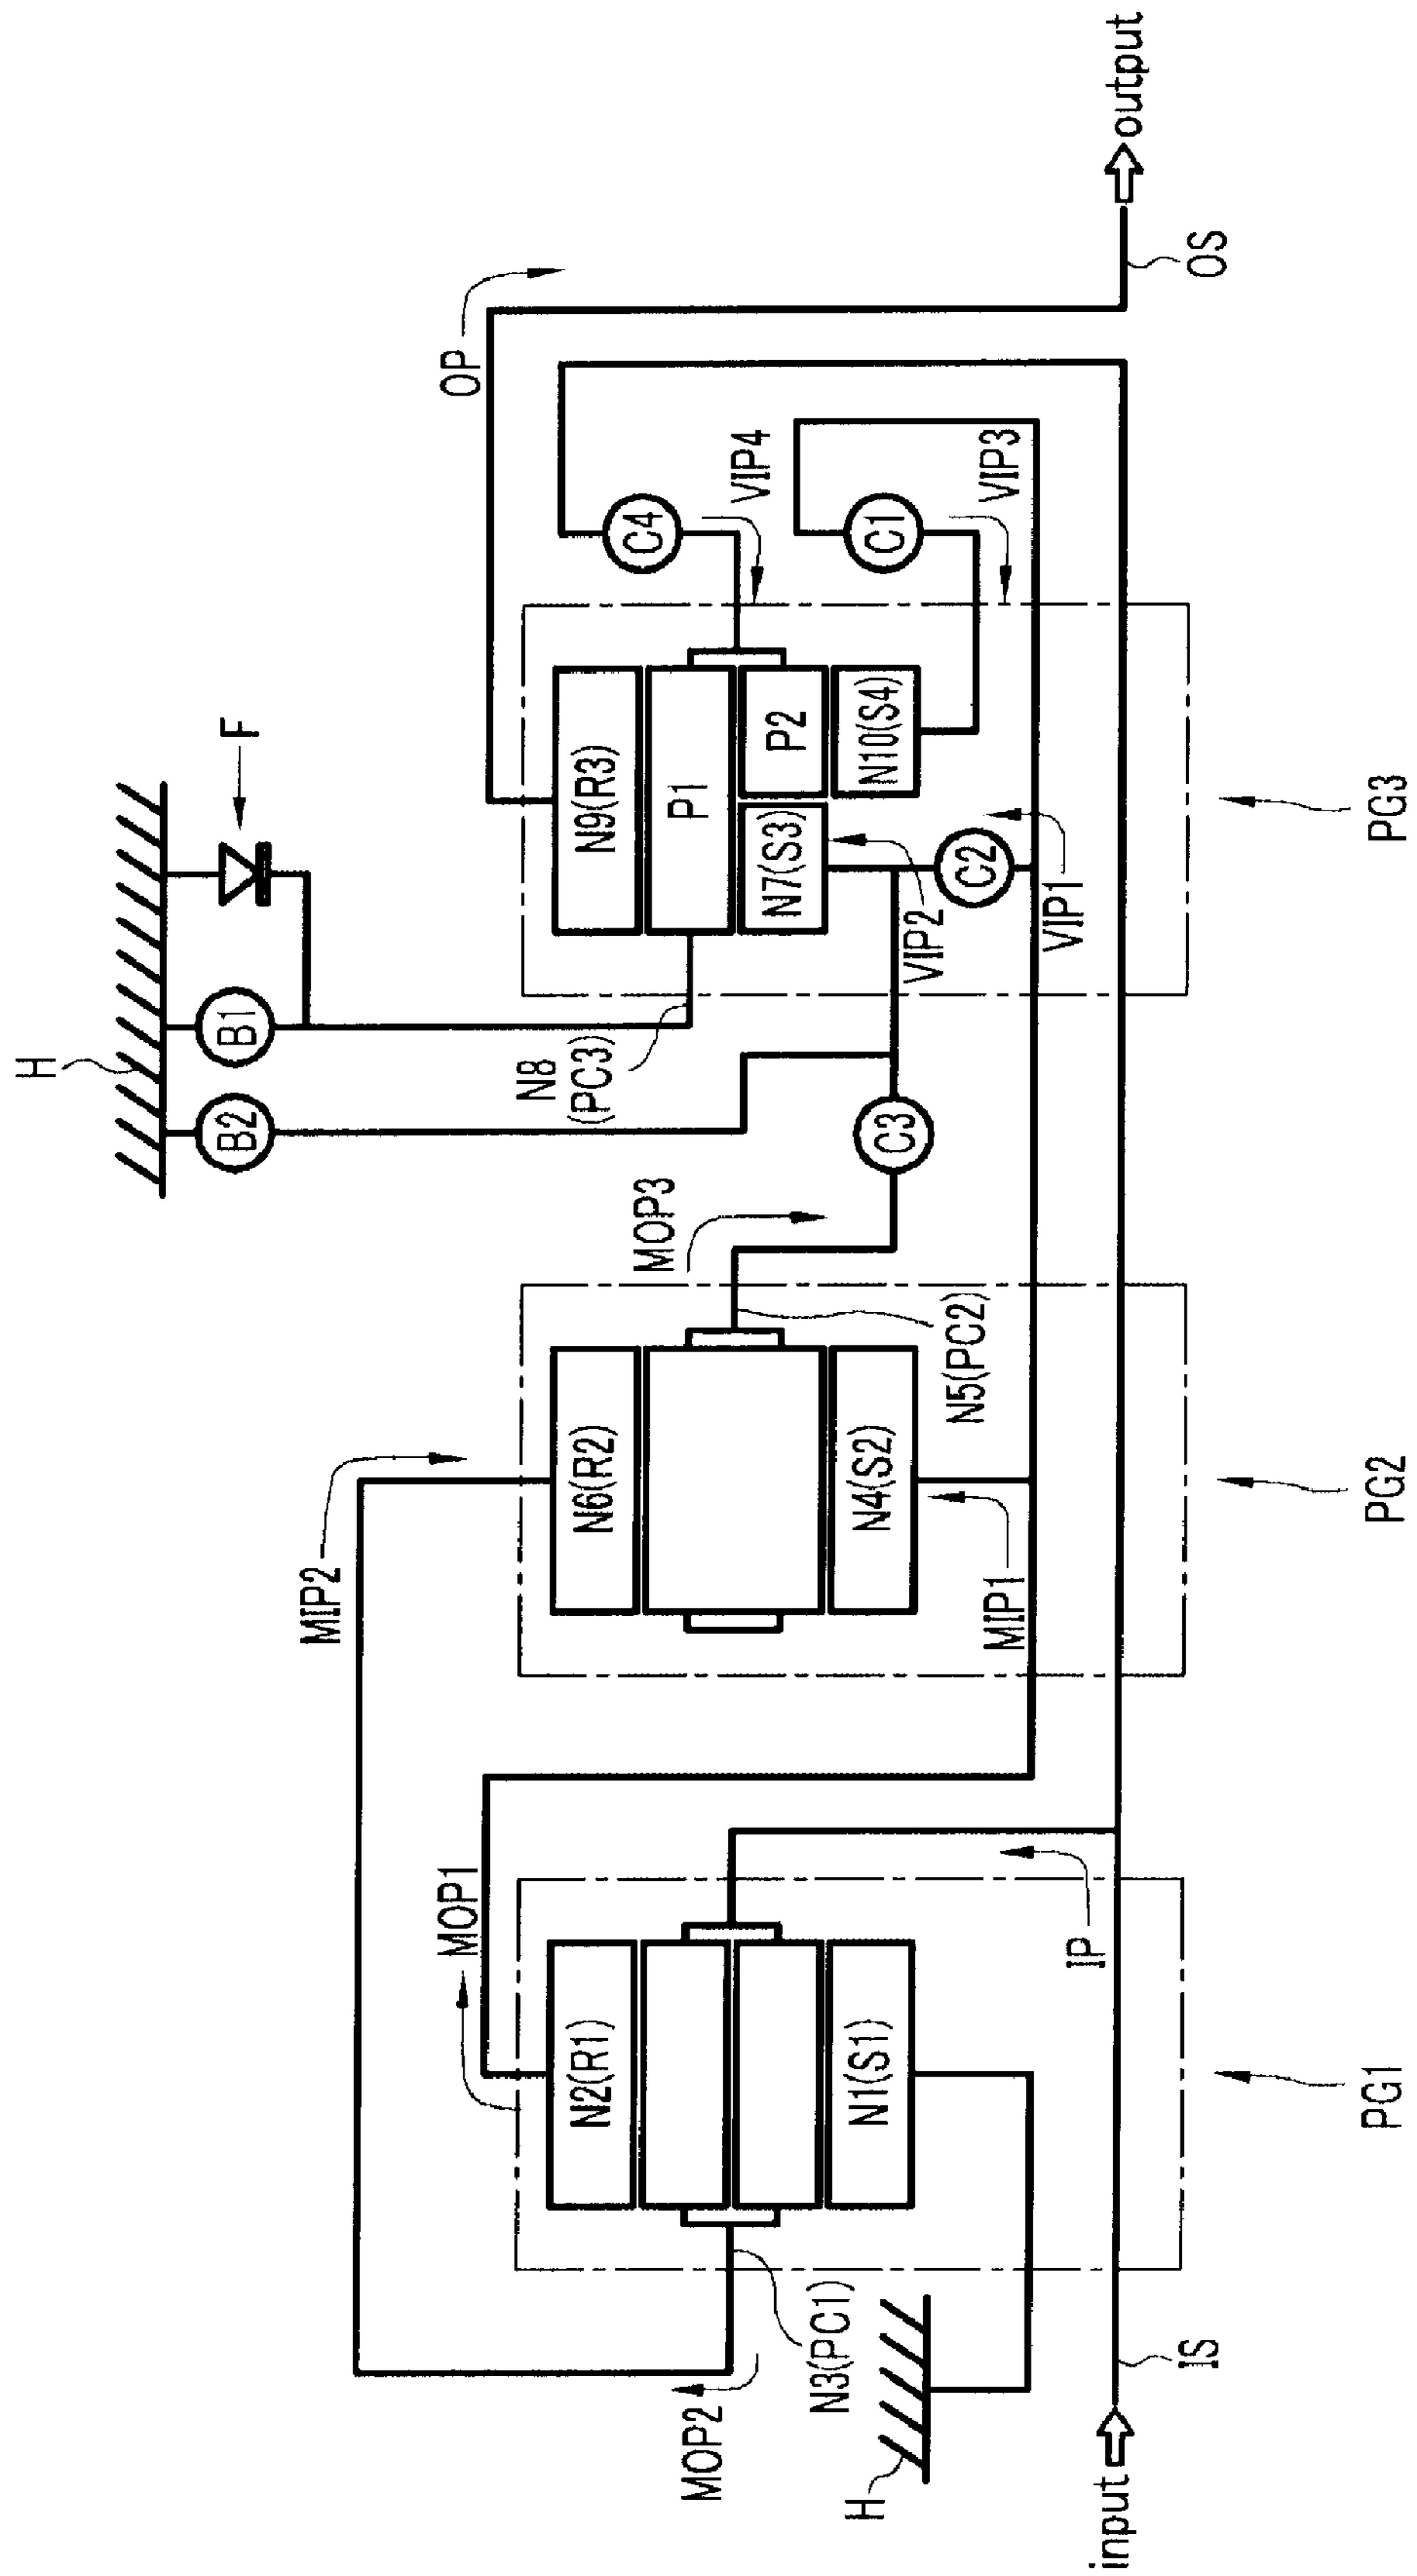 H
F
B2
B1
OP
output
OS
MIP2
MOP3
N8
(PC3)
C4
VIP4
MOP1
N2(R1)
N6(R2)
N9(R3)
P1
P2
N7(S3)
N10(S4)
C1
VIP3
C3
VIP2
C2
VIP1
N5(PC2)
N4(S2)
MIP1
N1(S1)
IP
MOP2
N3(PC1)
H
IS
input
PG1
PG2
PG3